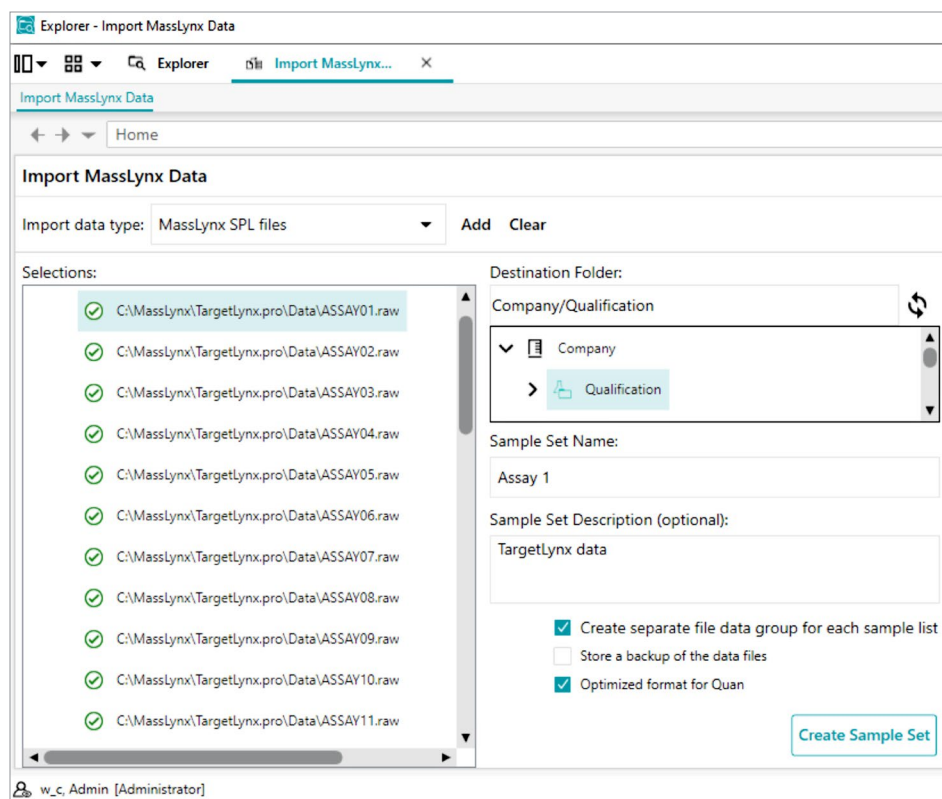 Explorer - Import MassLynx Data
Explorer Import MassLynx...
Import MassLynx Data
Home
Import MassLynx Data
Import data type: MassLynx SPL files Add Clear
Selections:
C:\MassLynx\TargetLynx.pro\Data\ASSAY01.raw
C:\MassLynx\TargetLynx.pro\Data\ASSAY02.raw
C:\MassLynx\TargetLynx.pro\Data\ASSAY03.raw
C:\MassLynx\TargetLynx.pro\Data\ASSAY04.raw
C:\MassLynx\TargetLynx.pro\Data\ASSAY05.raw
C:\MassLynx\TargetLynx.pro\Data\ASSAY06.raw
C:\MassLynx\TargetLynx.pro\Data\ASSAY07.raw
C:\MassLynx\TargetLynx.pro\Data\ASSAY08.raw
C:\MassLynx\TargetLynx.pro\Data\ASSAY09.raw
C:\MassLynx\TargetLynx.pro\Data\ASSAY10.raw
C:\MassLynx\TargetLynx.pro\Data\ASSAY11.raw
Destination Folder:
Company/Qualification
Company
Qualification
Sample Set Name:
Assay 1
Sample Set Description (optional):
TargetLynx data
Create separate file data group for each sample list
Store a backup of the data files
Optimized format for Quan
Create Sample Set
w_c, Admin [Administrator]